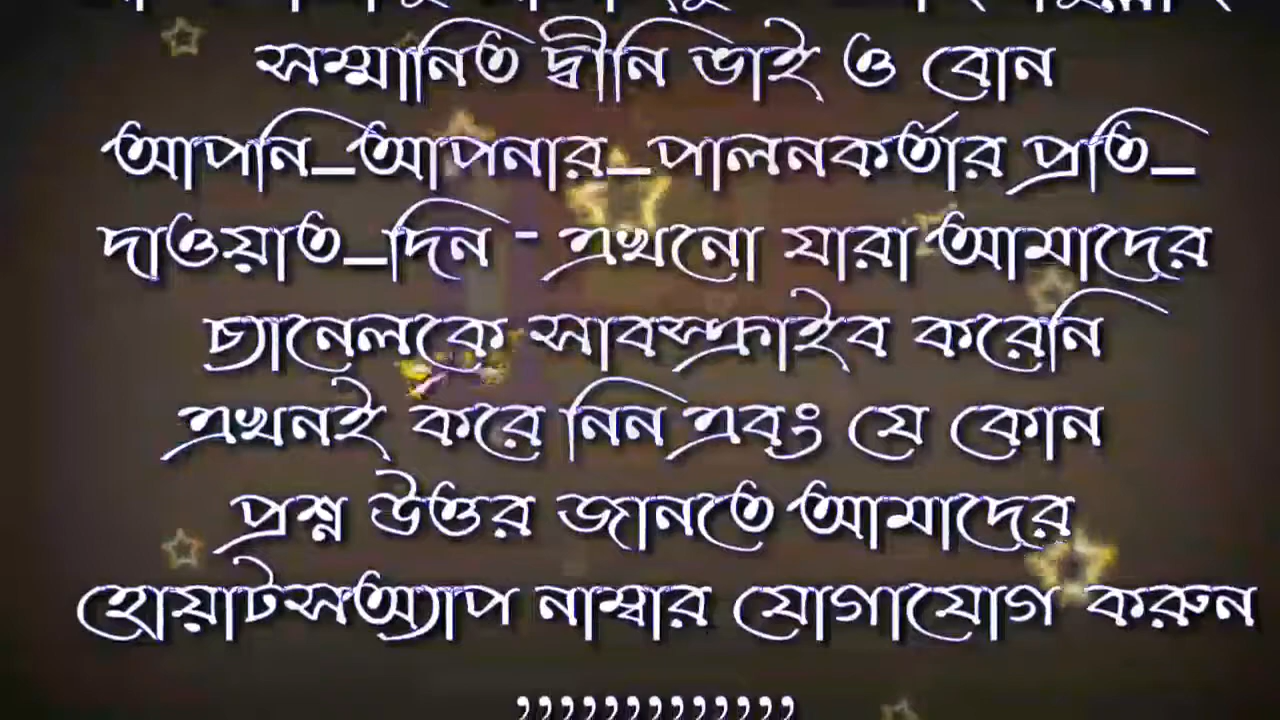 সম্মানিত দ্বীনি ভাই ও বোন
আপনি_আপনার_পালনকর্তার প্রতি_
দাওয়াত_দিন - এখনো যারা আমাদের
চ্যানেলকে সাবস্ক্রাইব করেনি
এখনই করে নিন এবং যে কোন
প্রশ্ন উত্তর জানতে আমাদের
হোয়াটসঅ্যাপ নাম্বার যোগাযোগ করুন
,,,,,,,,,,,,,